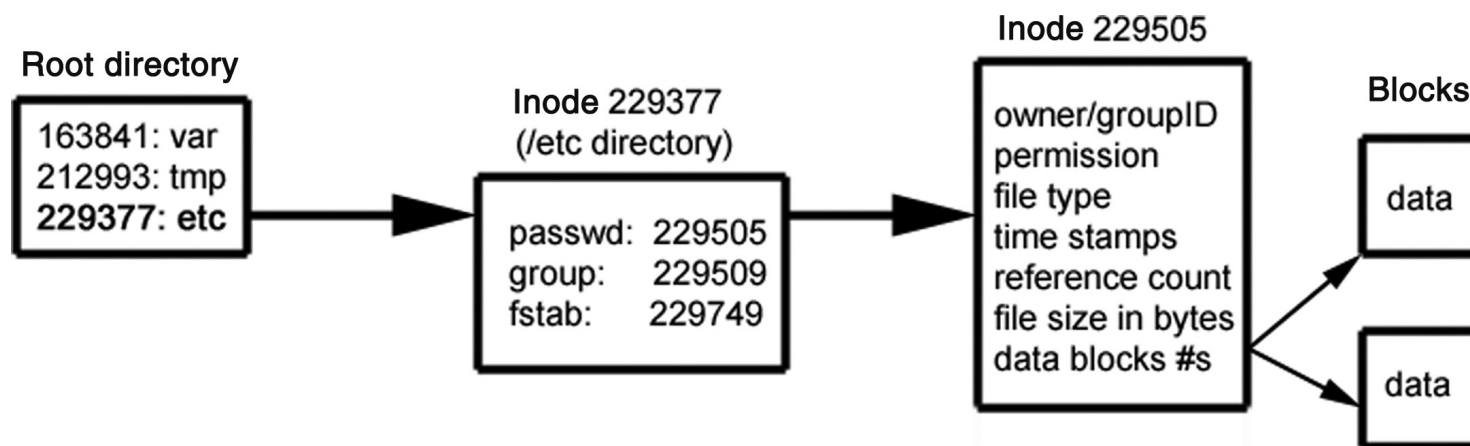 Root directory
163841: var
212993: tmp
229377: etc
Inode 229377
(/etc directory)
passwd: 229505
group: 229509
fstab: 229749
Inode 229505
owner/groupID
permission
file type
time stamps
reference count
file size in bytes
data blocks #s
Blocks
data
data